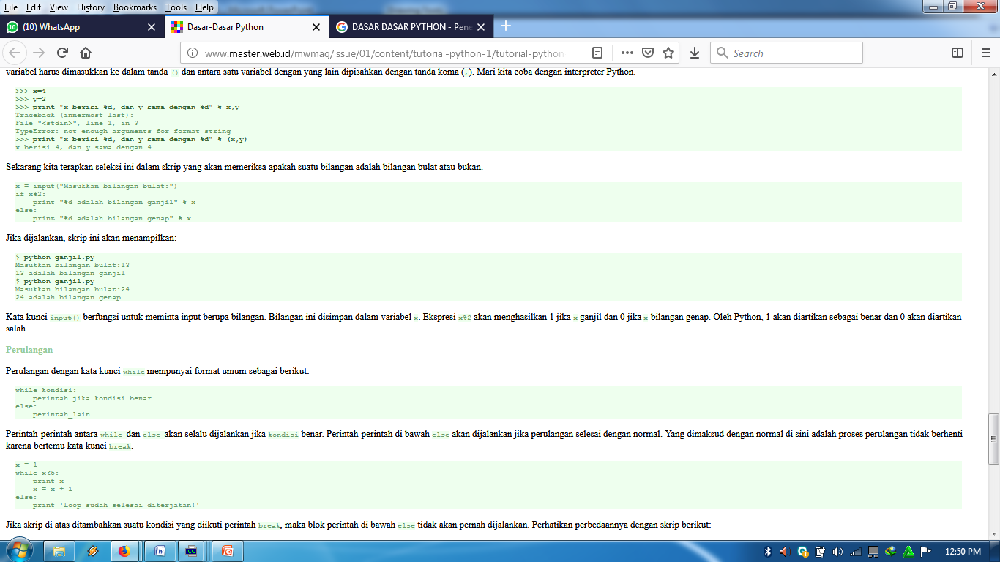 File Edit View History Bookmarks Tools Help
(10) WhatsApp
Dasar-Dasar Python
DASAR DASAR PYTHON - Pene
www.master.web.id/mwmag/issue/01/content/tutorial-python-1/tutorial-python
Search
variabel harus dimasukkan ke dalam tanda () dan antara satu variabel dengan yang lain dipisahkan dengan tanda koma (,). Mari kita coba dengan interpreter Python.
>>> x=4
>>> y=2
>>> print "x berisi %d, dan y sama dengan %d" % x,y
Traceback (innermost last):
File "<stdin>", line 1, in ?
TypeError: not enough arguments for format string
>>> print "x berisi %d, dan y sama dengan %d" % (x,y)
x berisi 4, dan y sama dengan 4
Sekarang kita terapkan seleksi ini dalam skrip yang akan memeriksa apakah suatu bilangan adalah bilangan bulat atau bukan.
x = input("Masukkan bilangan bulat:")
if x%2:
    print "%d adalah bilangan ganjil" % x
else:
    print "%d adalah bilangan genap" % x
Jika dijalankan, skrip ini akan menampilkan:
$ python ganjil.py
Masukkan bilangan bulat:13
13 adalah bilangan ganjil
$ python ganjil.py
Masukkan bilangan bulat:24
24 adalah bilangan genap
Kata kunci input() berfungsi untuk meminta input berupa bilangan. Bilangan ini disimpan dalam variabel x. Ekspresi x%2 akan menghasilkan 1 jika x ganjil dan 0 jika x bilangan genap. Oleh Python, 1 akan diartikan sebagai benar dan 0 akan diartikan
salah.
Perulangan
Perulangan dengan kata kunci while mempunyai format umum sebagai berikut:
while kondisi:
    perintah_jika_kondisi_benar
else:
    perintah_lain
Perintah-perintah antara while dan else akan selalu dijalankan jika kondisi benar. Perintah-perintah di bawah else akan dijalankan jika perulangan selesai dengan normal. Yang dimaksud dengan normal di sini adalah proses perulangan tidak berhenti
karena bertemu kata kunci break.
x = 1
while x<5:
    print x
    x = x + 1
else:
    print 'Loop sudah selesai dikerjakan!'
Jika skrip di atas ditambahkan suatu kondisi yang diikuti perintah break, maka blok perintah di bawah else tidak akan pernah dijalankan. Perhatikan perbedaannya dengan skrip berikut:
12:50 PM